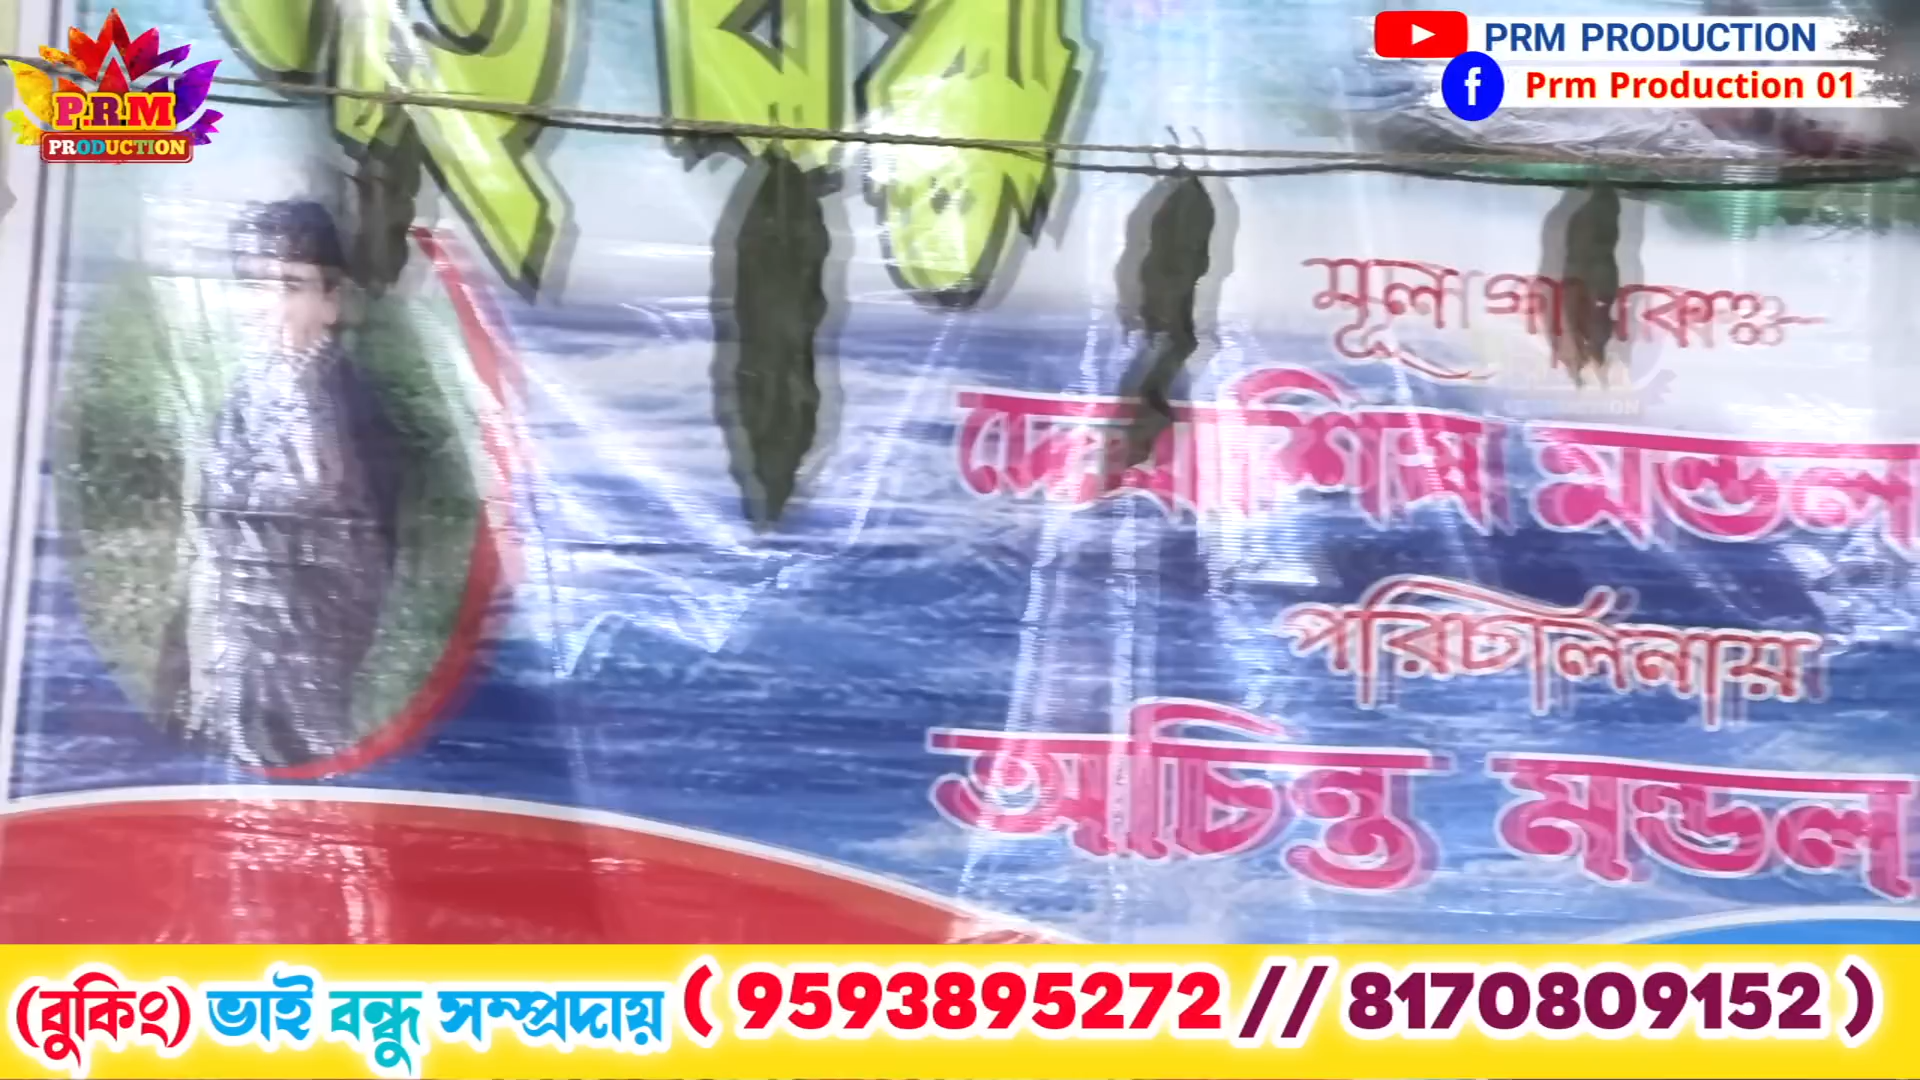 P.R.M
PRODUCTION
PRM PRODUCTION
Prm Production 01
মূল গায়কঃ-
দেবাশিষ মন্ডল
পরিচালনায়
অচিন্ত মন্ডল
(বুকিং) ভাই বন্ধু সম্প্রদায় ( 9593895272 // 8170809152 )